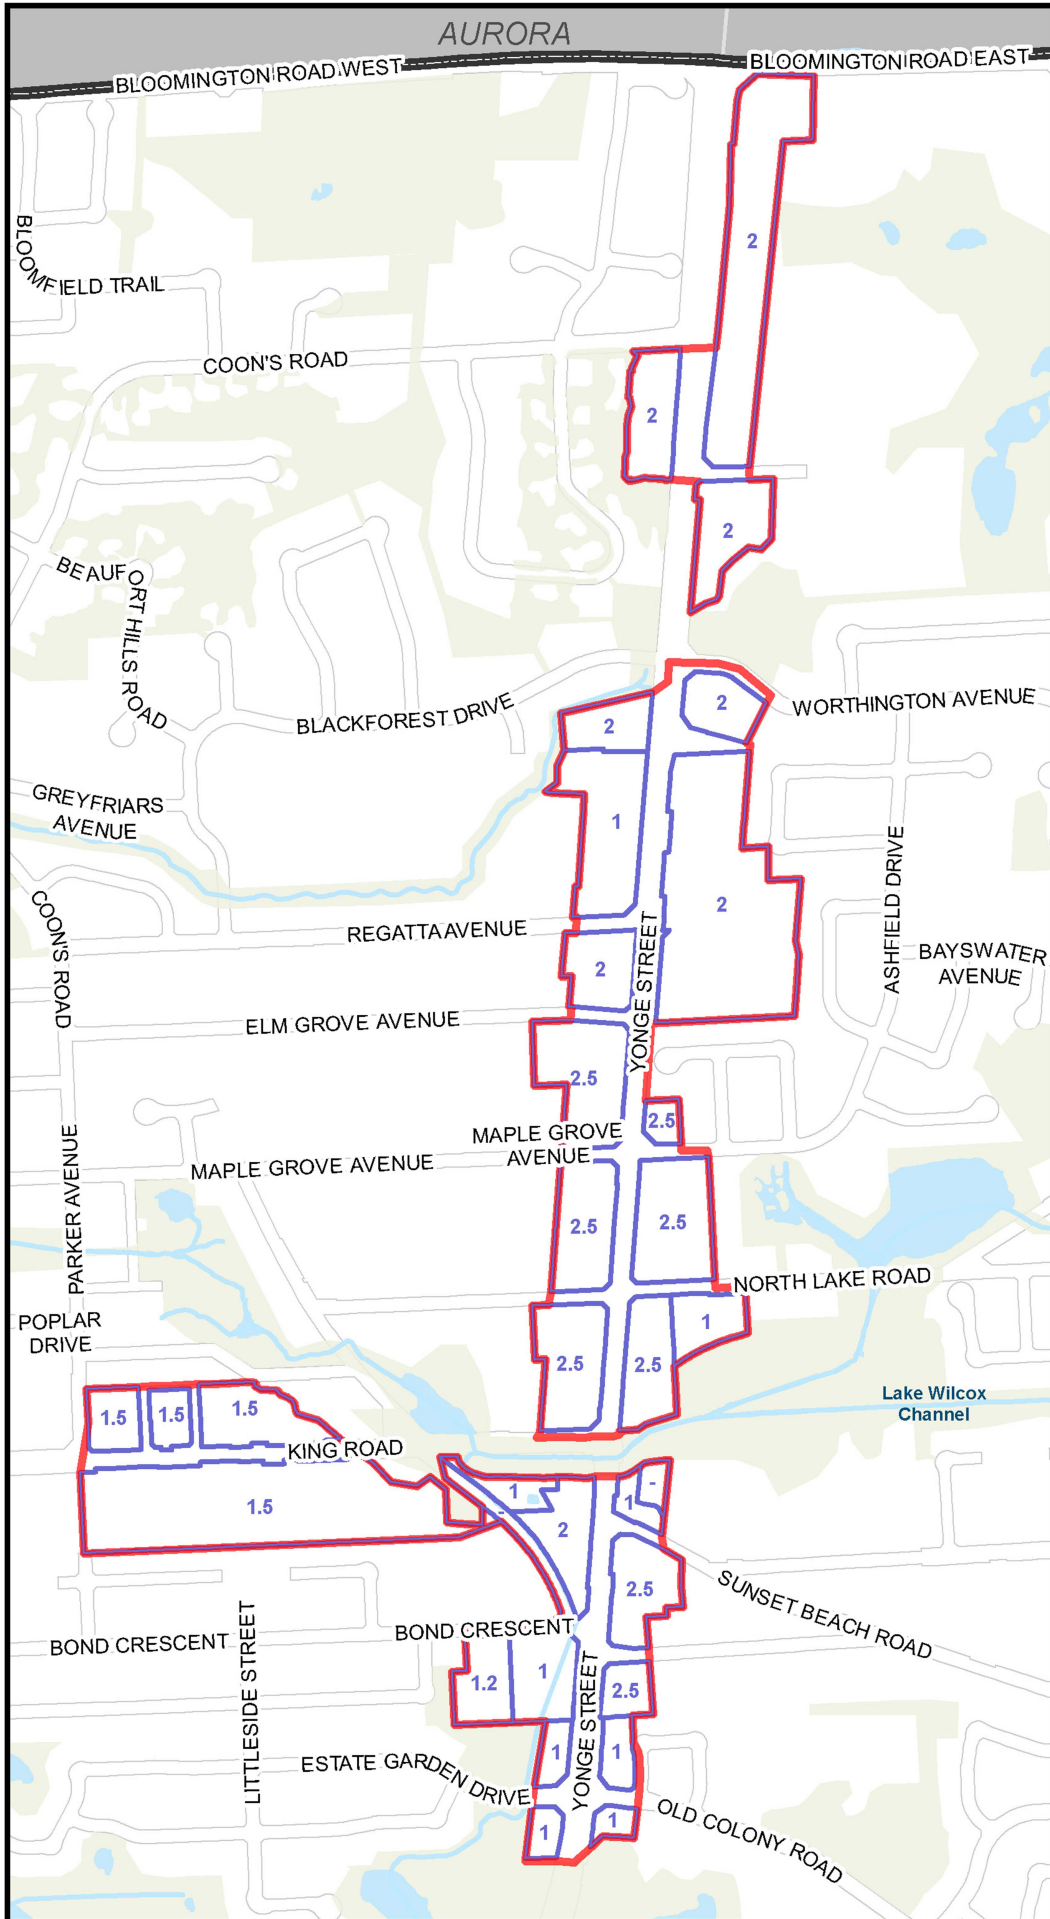 AURORA
BLOOMINGTON ROAD WEST
BLOOMINGTON ROAD EAST
2
BLOOMFIELD TRAIL
COON'S ROAD
2
2
BEAUFORT HILLS ROAD
BLACKFOREST DRIVE
2
WORTHINGTON AVENUE
2
GREYFRIARS
AVENUE
1
ASHFIELD DRIVE
COON'S ROAD
2
REGATTA AVENUE
YONGE STREET
BAYSWATER
AVENUE
2
ELM GROVE AVENUE
2.5
2.5
MAPLE GROVE
AVENUE
MAPLE GROVE AVENUE
PARKER AVENUE
2.5
2.5
NORTH LAKE ROAD
POPLAR
DRIVE
1
2.5
2.5
Lake Wilcox
Channel
1.5
1.5
1.5
KING ROAD
1.5
1
-
1
-
2
2.5
SUNSET BEACH ROAD
BOND CRESCENT
BOND CRESCENT
LITTLESIDE STREET
1.2
1
2.5
YONGE STREET
1
1
ESTATE GARDEN DRIVE
1
1
OLD COLONY ROAD